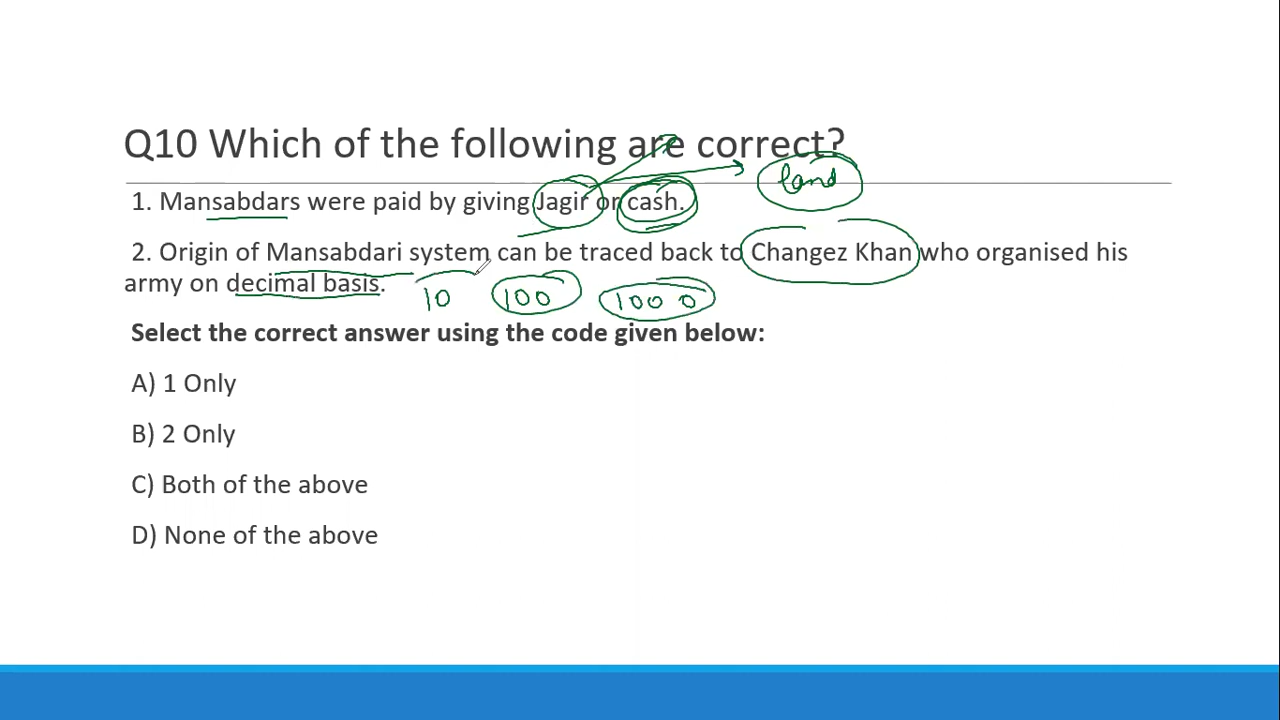 Q10 Which of the following are correct?
land
1. Mansabdars were paid by giving Jagir or cash.
2. Origin of Mansabdari system can be traced back to Changez Khan who organised his
army on decimal basis.
10 100 1000
Select the correct answer using the code given below:
A) 1 Only
B) 2 Only
C) Both of the above
D) None of the above